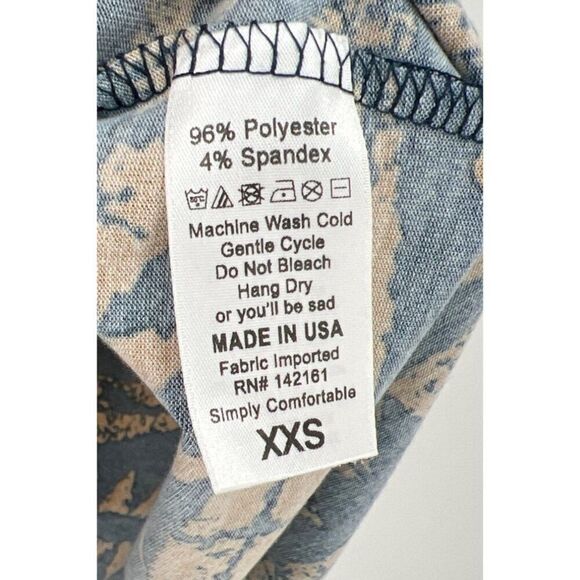 96% Polyester
4% Spandex
Machine Wash Cold
Gentle Cycle
Do Not Bleach
Hang Dry
or you'll be sad
MADE IN USA
Fabric Imported
RN# 142161
Simply Comfortable
XXS